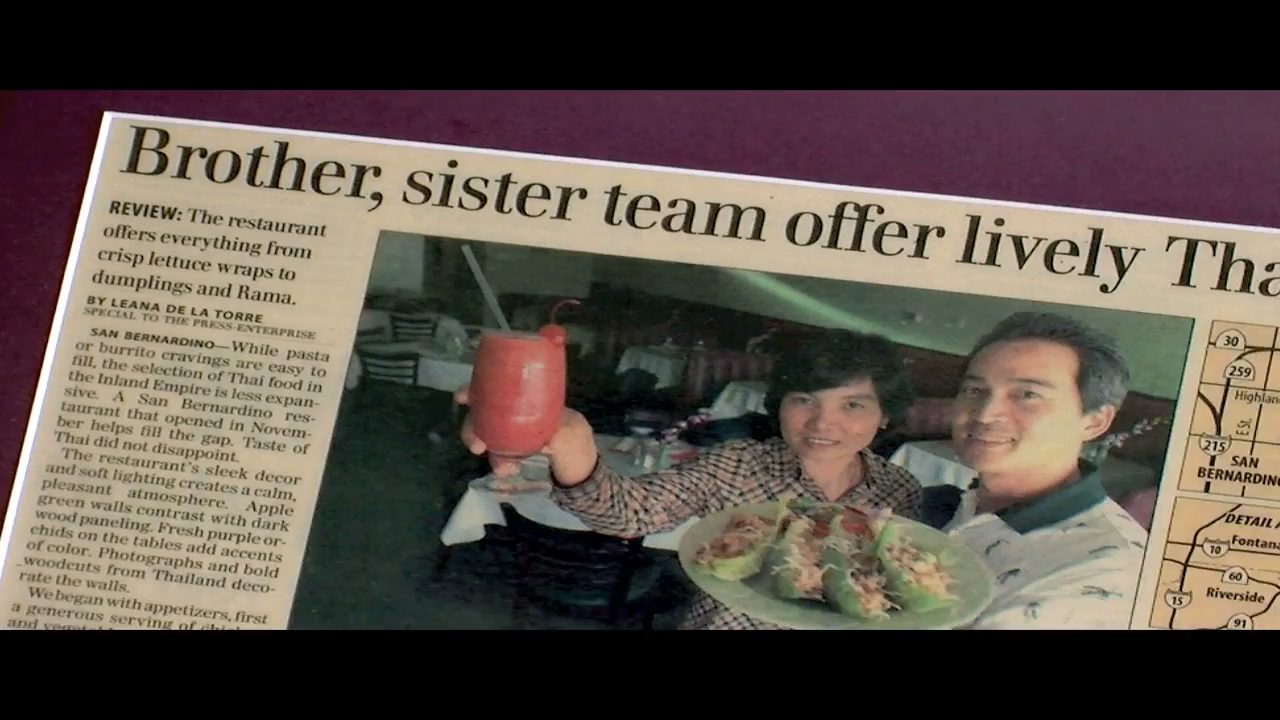 Brother, sister team offer lively Tha
REVIEW: The restaurant
offers everything from
crisp lettuce wraps to
dumplings and Rama.
BY LEANA DE LA TORRE
SPECIAL TO THE PRESS-ENTERPRISE
SAN BERNARDINO—While pasta
or burrito cravings are easy to
fill, the selection of Thai food in
the Inland Empire is less expan-
sive. A San Bernardino res-
taurant that opened in Novem-
ber helps fill the gap. Taste of
Thai did not disappoint.
The restaurant's sleek decor
and soft lighting creates a calm,
pleasant atmosphere. Apple
green walls contrast with dark
wood paneling. Fresh purple or-
chids on the tables add accents
of color. Photographs and bold
woodcuts from Thailand deco-
rate the walls.
We began with appetizers, first
a generous serving of
and
30
259
Highlan
E St.
215
SAN
BERNARDINO
DETAIL
10
Fontana
60
Riverside
15
91